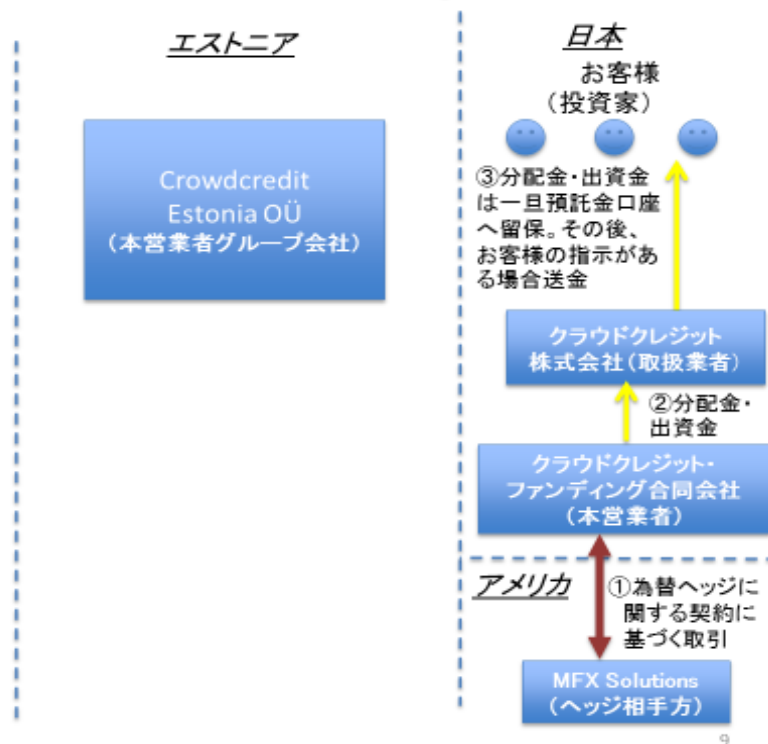 エストニア
Crowdcredit
Estonia OÜ
(本営業者グループ会社)
日本
お客様
(投資家)
③分配金・出資金
は一旦預託金口座
へ留保。その後、
お客様の指示があ
る場合送金
クラウドクレジット
株式会社(取扱業者)
②分配金・
出資金
クラウドクレジット・
ファンディング合同会社
(本営業者)
アメリカ
①為替ヘッジに
関する契約に
基づく取引
MFX Solutions
(ヘッジ相手方)
9